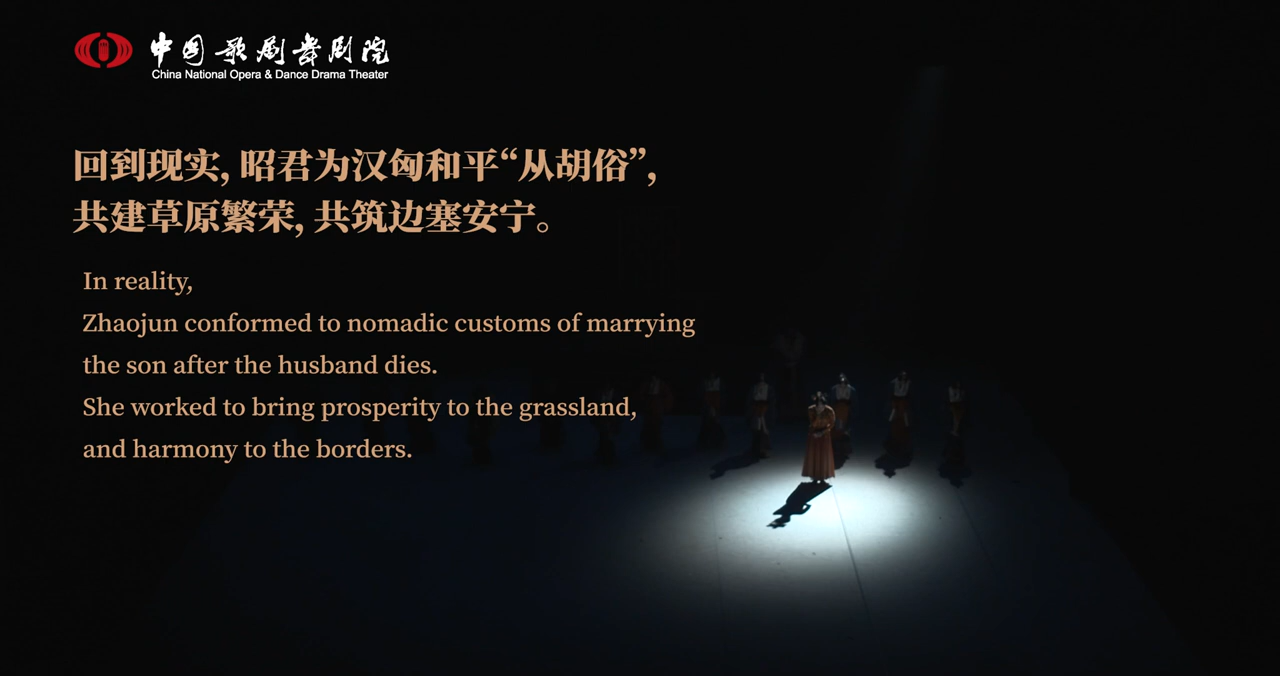 中国歌剧舞剧院
China National Opera & Dance Drama Theater
回到现实，昭君为汉匈和平“从胡俗”，
共建草原繁荣，共筑边塞安宁。
In reality,
Zhaojun conformed to nomadic customs of marrying
the son after the husband dies.
She worked to bring prosperity to the grassland,
and harmony to the borders.